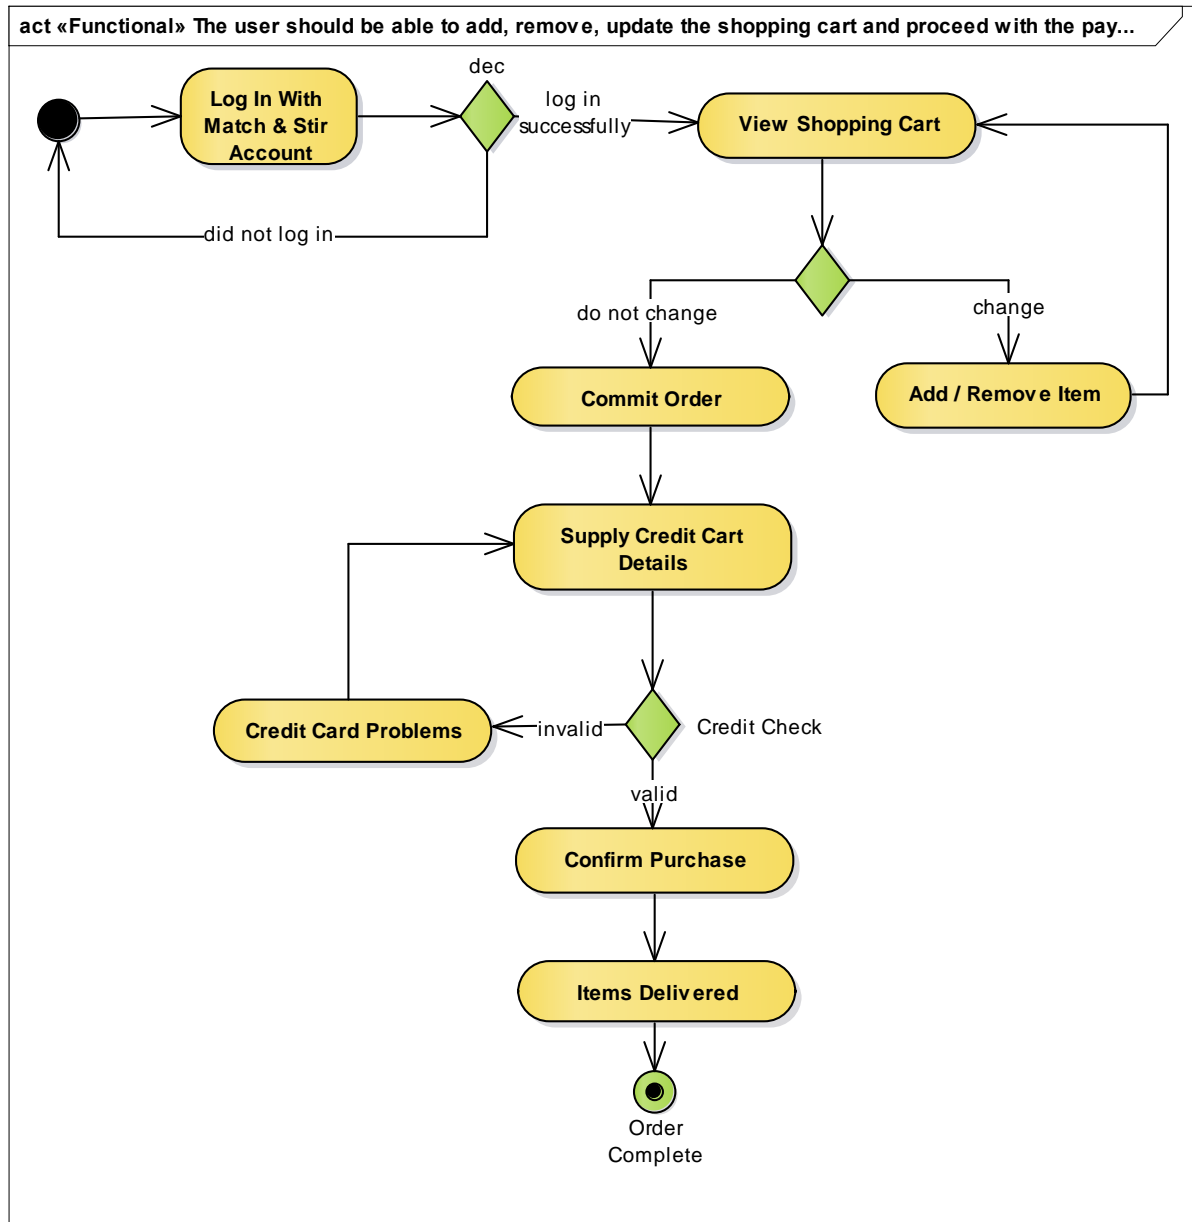 act «Functional» The user should be able to add, remove, update the shopping cart and proceed with the pay...
dec
Log In With
Match & Stir
Account
log in
successfully
View Shopping Cart
did not log in
do not change
change
Commit Order
Add / Remove Item
Supply Credit Cart
Details
Credit Card Problems
invalid
Credit Check
valid
Confirm Purchase
Items Delivered
Order
Complete